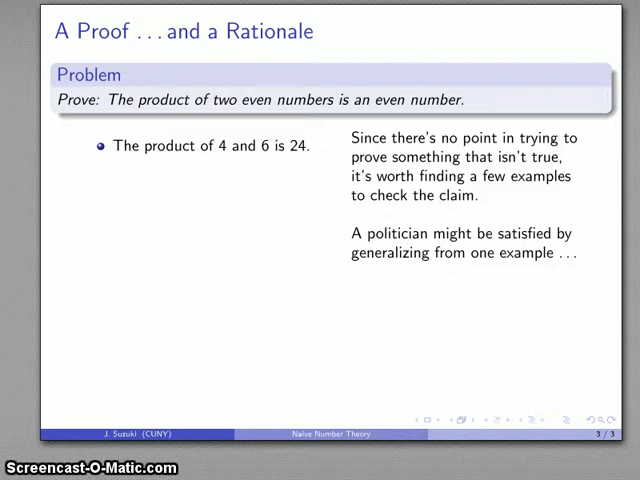 A Proof ... and a Rationale
Problem
Prove: The product of two even numbers is an even number.
The product of 4 and 6 is 24.
Since there's no point in trying to
prove something that isn't true,
it's worth finding a few examples
to check the claim.
A politician might be satisfied by
generalizing from one example ...
J. Suzuki (CUNY)
Naïve Number Theory
3 / 3
Screencast-O-Matic.com